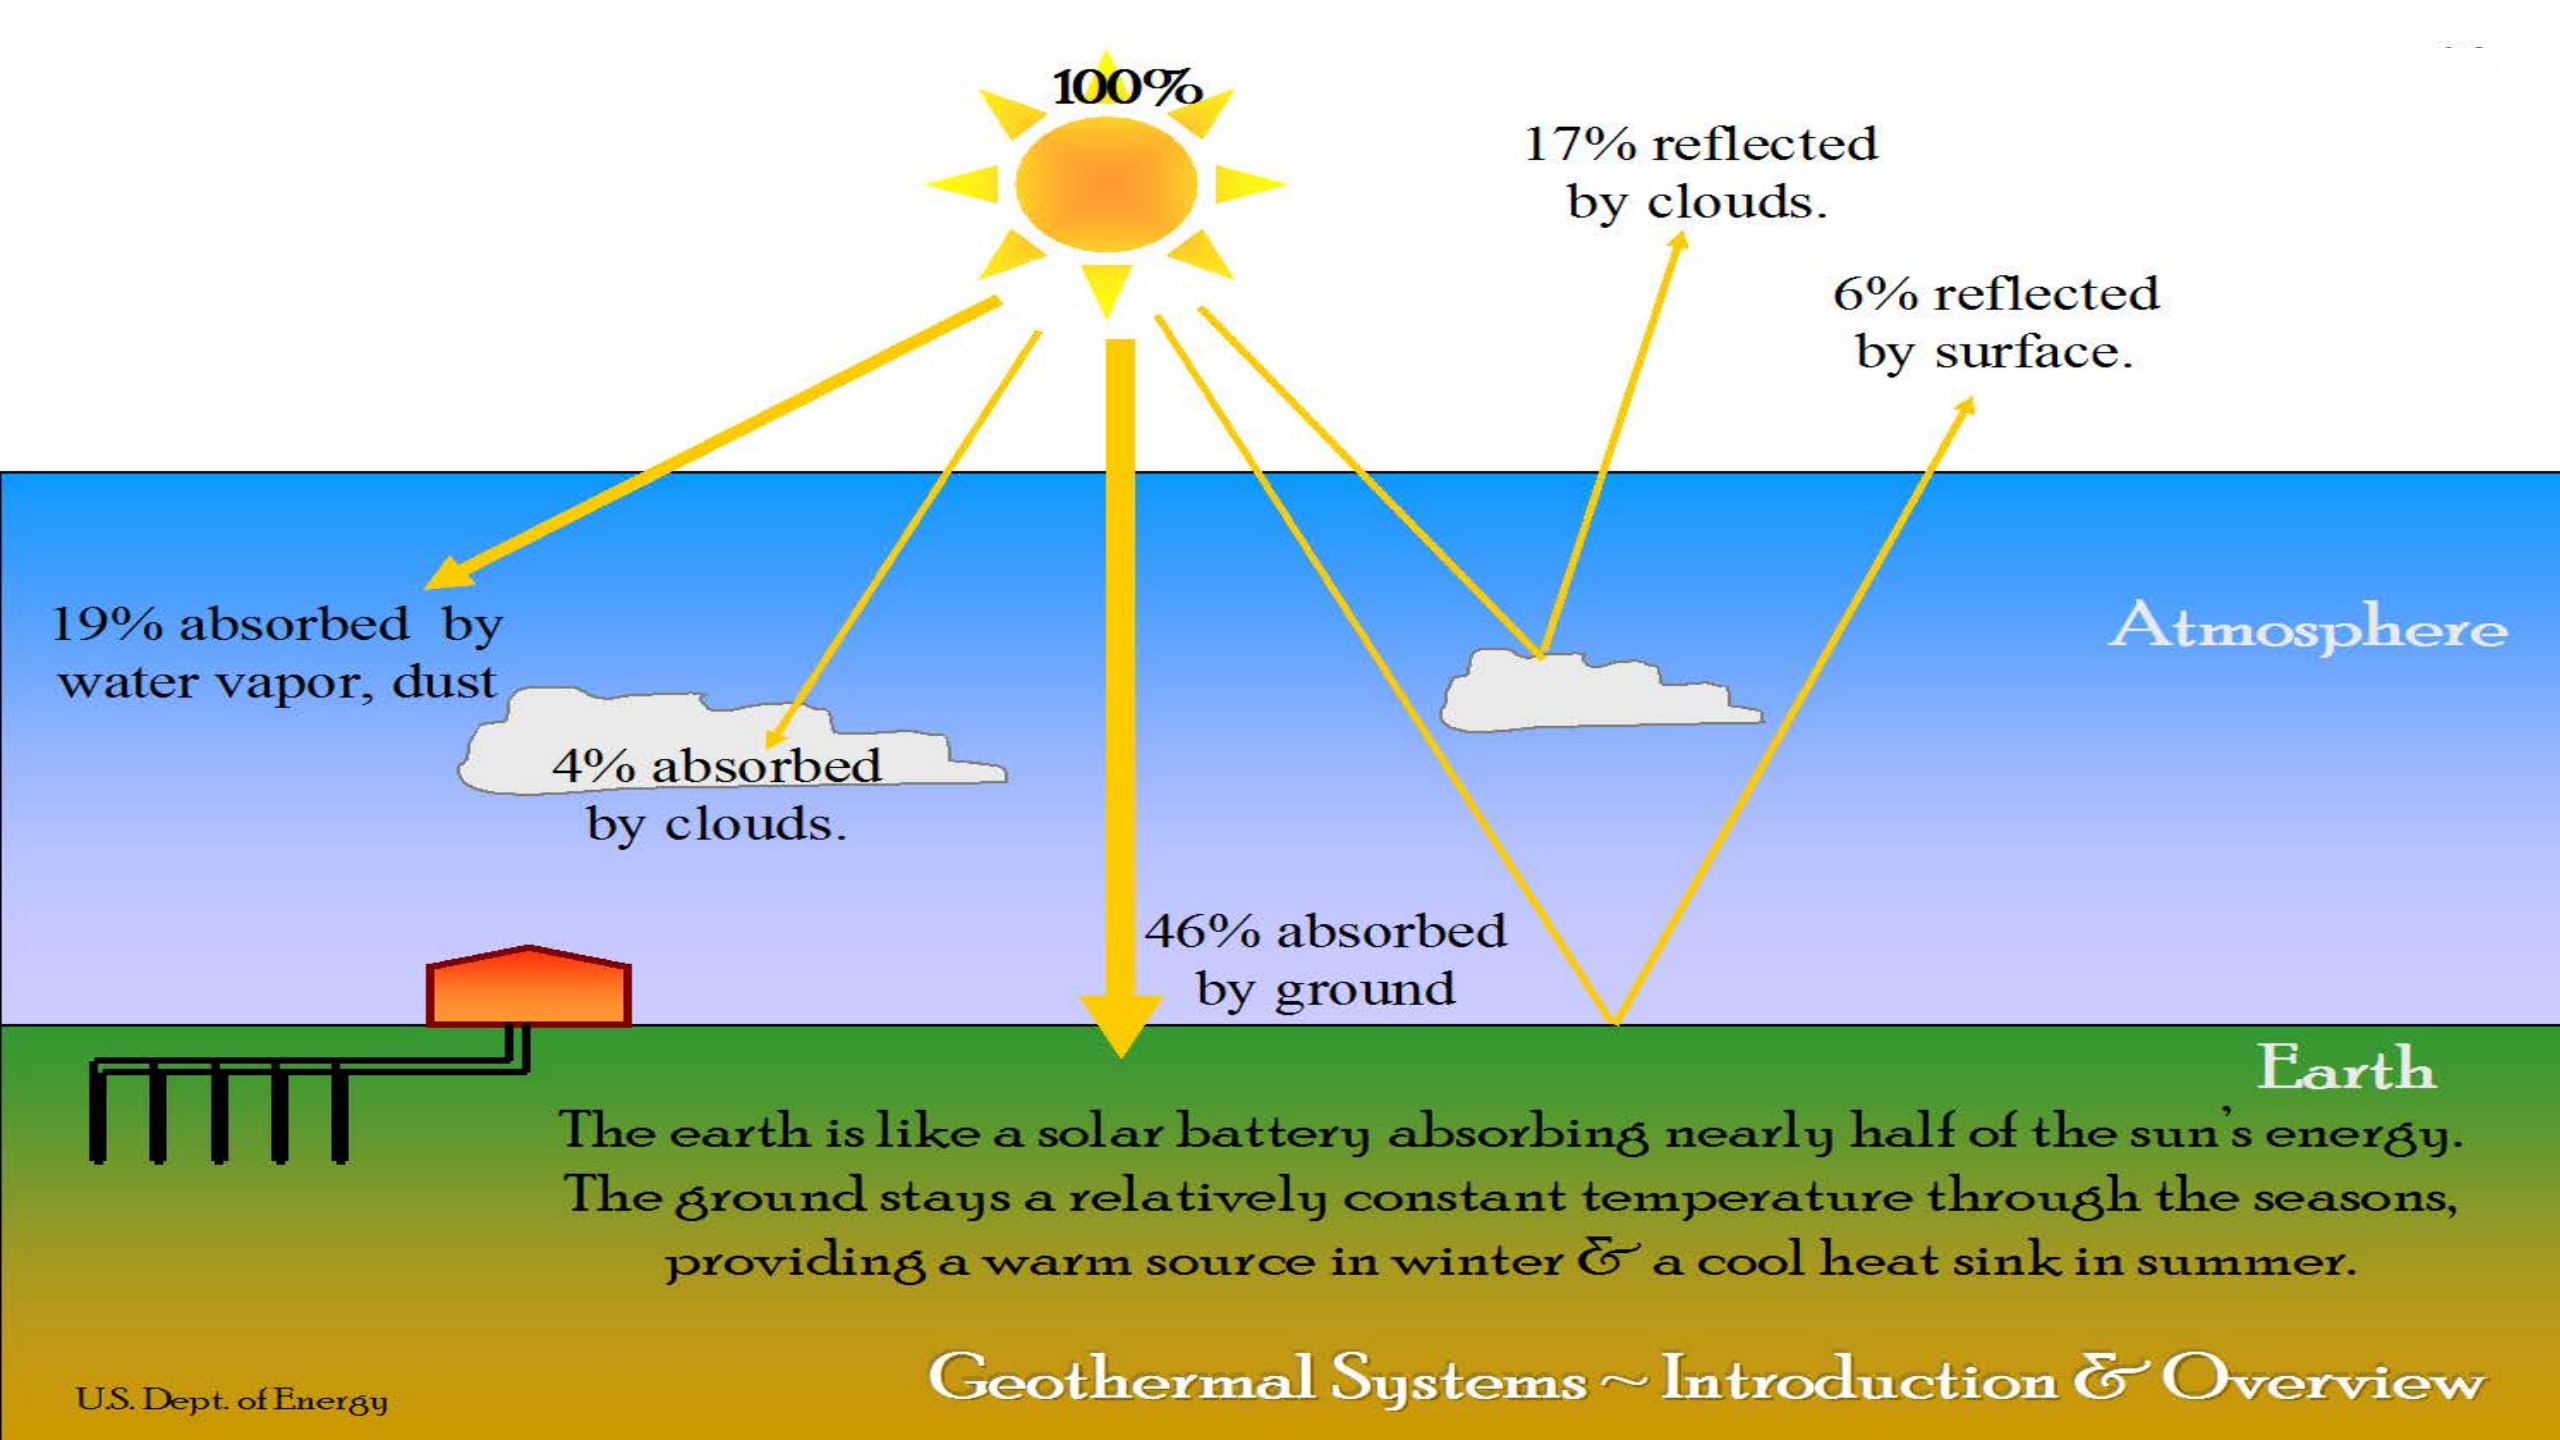 100%
17% reflected
by clouds.
6% reflected
by surface.
19% absorbed by
water vapor, dust
Atmosphere
4% absorbed
by clouds.
46% absorbed
by ground
Earth
The earth is like a solar battery absorbing nearly half of the sun's energy.
The ground stays a relatively constant temperature through the seasons,
providing a warm source in winter & a cool heat sink in summer.
Geothermal Systems ~ Introduction & Overview
U.S. Dept. of Energy